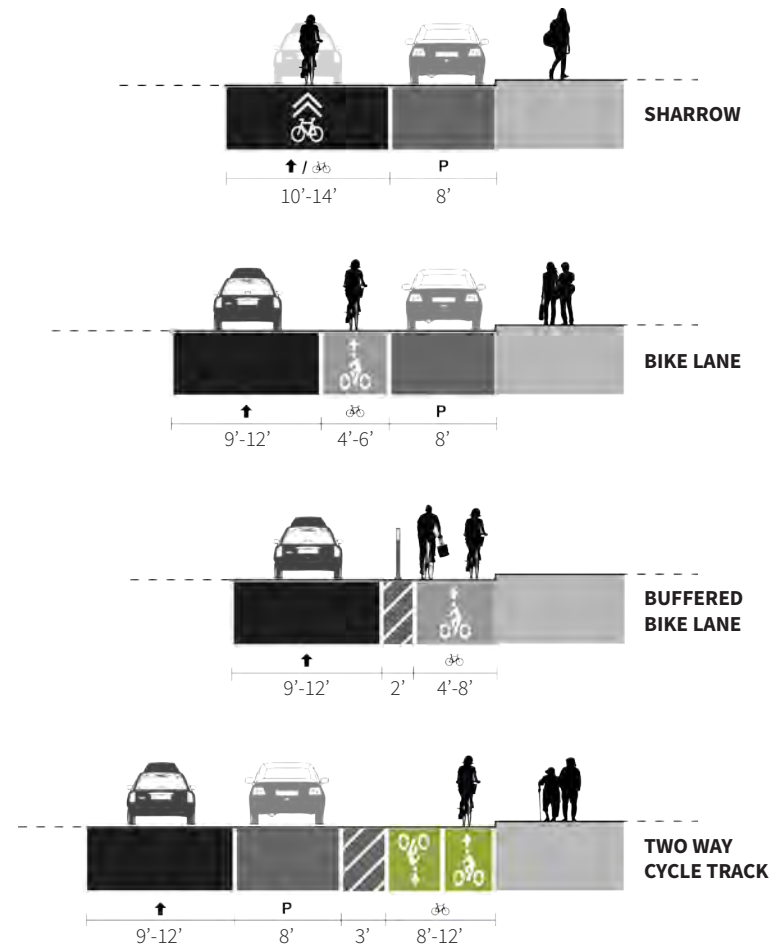 SHARROW
/ P
10’-14’ 8’
BIKE LANE
P
9’-12’ 4’-6’ 8’
BUFFERED
BIKE LANE
9’-12’ 2’ 4’-8’
TWO WAY
CYCLE TRACK
P
9’-12’ 8’ 3’ 8’-12’